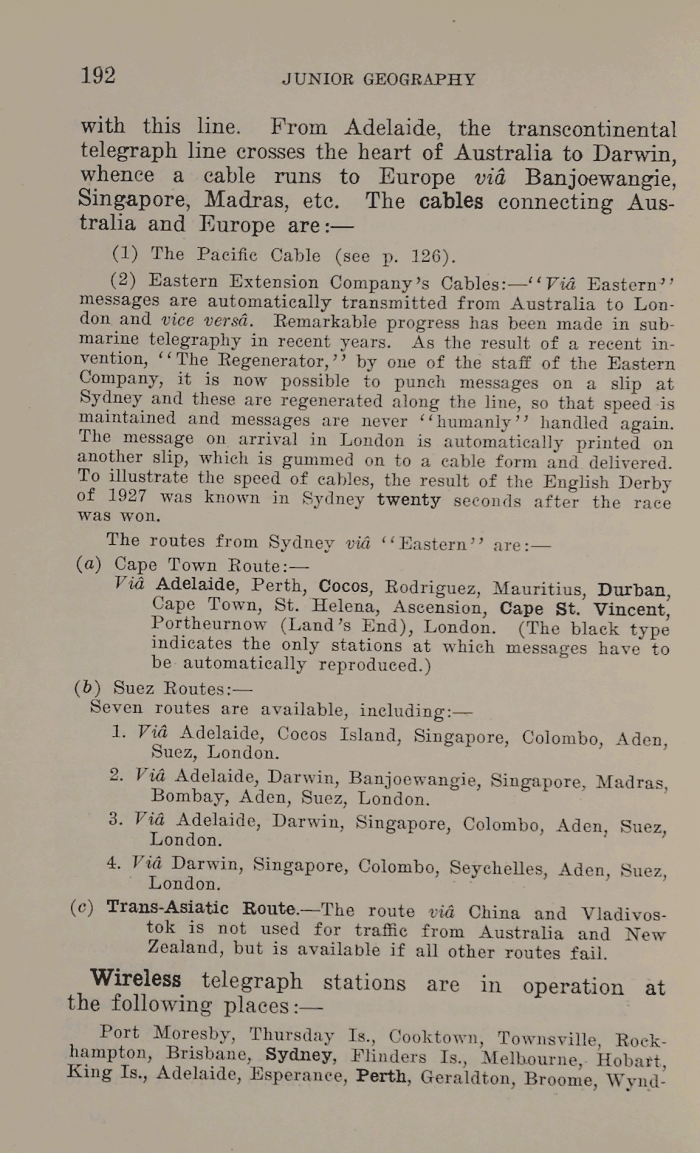 192
JUNIOR GEOGRAPHY
with this line. From Adelaide, the transcontinental
telegraph line crosses the heart of Australia to Darwin,
whence a cable runs to Europe viâ Banjoewangie,
Singapore, Madras, etc. The cables connecting Aus-
tralia and Europe are:—
(1) The Pacific Cable (see p. 126).
(2) Eastern Extension Company's Cables:—''Viâ Eastern''
messages are automatically transmitted from Australia to Lon-
don and vice versâ. Remarkable progress has been made in sub-
marine telegraphy in recent years. As the result of a recent in-
vention, ''The Regenerator,'' by one of the staff of the Eastern
Company, it is now possible to punch messages on a slip at
Sydney and these are regenerated along the line, so that speed is
maintained and messages are never ''humanly'' handled again.
The message on arrival in London is automatically printed on
another slip, which is gummed on to a cable form and delivered.
To illustrate the speed of cables, the result of the English Derby
of 1927 was known in Sydney twenty seconds after the race
was won.
The routes from Sydney viâ ''Eastern'' are:—
(a) Cape Town Route:—
Viâ Adelaide, Perth, Cocos, Rodriguez, Mauritius, Durban,
Cape Town, St. Helena, Ascension, Cape St. Vincent,
Portheurnow (Land's End), London. (The black type
indicates the only stations at which messages have to
be automatically reproduced.)
(b) Suez Routes:—
Seven routes are available, including:—
1. Viâ Adelaide, Cocos Island, Singapore, Colombo, Aden,
Suez, London.
2. Viâ Adelaide, Darwin, Banjoewangie, Singapore, Madras,
Bombay, Aden, Suez, London.
3. Viâ Adelaide, Darwin, Singapore, Colombo, Aden, Suez,
London.
4. Viâ Darwin, Singapore, Colombo, Seychelles, Aden, Suez,
London.
(c) Trans-Asiatic Route.—The route viâ China and Vladivos-
tok is not used for traffic from Australia and New
Zealand, but is available if all other routes fail.
Wireless telegraph stations are in operation at
the following places:—
Port Moresby, Thursday Is., Cooktown, Townsville, Rock-
hampton, Brisbane, Sydney, Flinders Is., Melbourne, Hobart,
King Is., Adelaide, Esperance, Perth, Geraldton, Broome, Wynd-